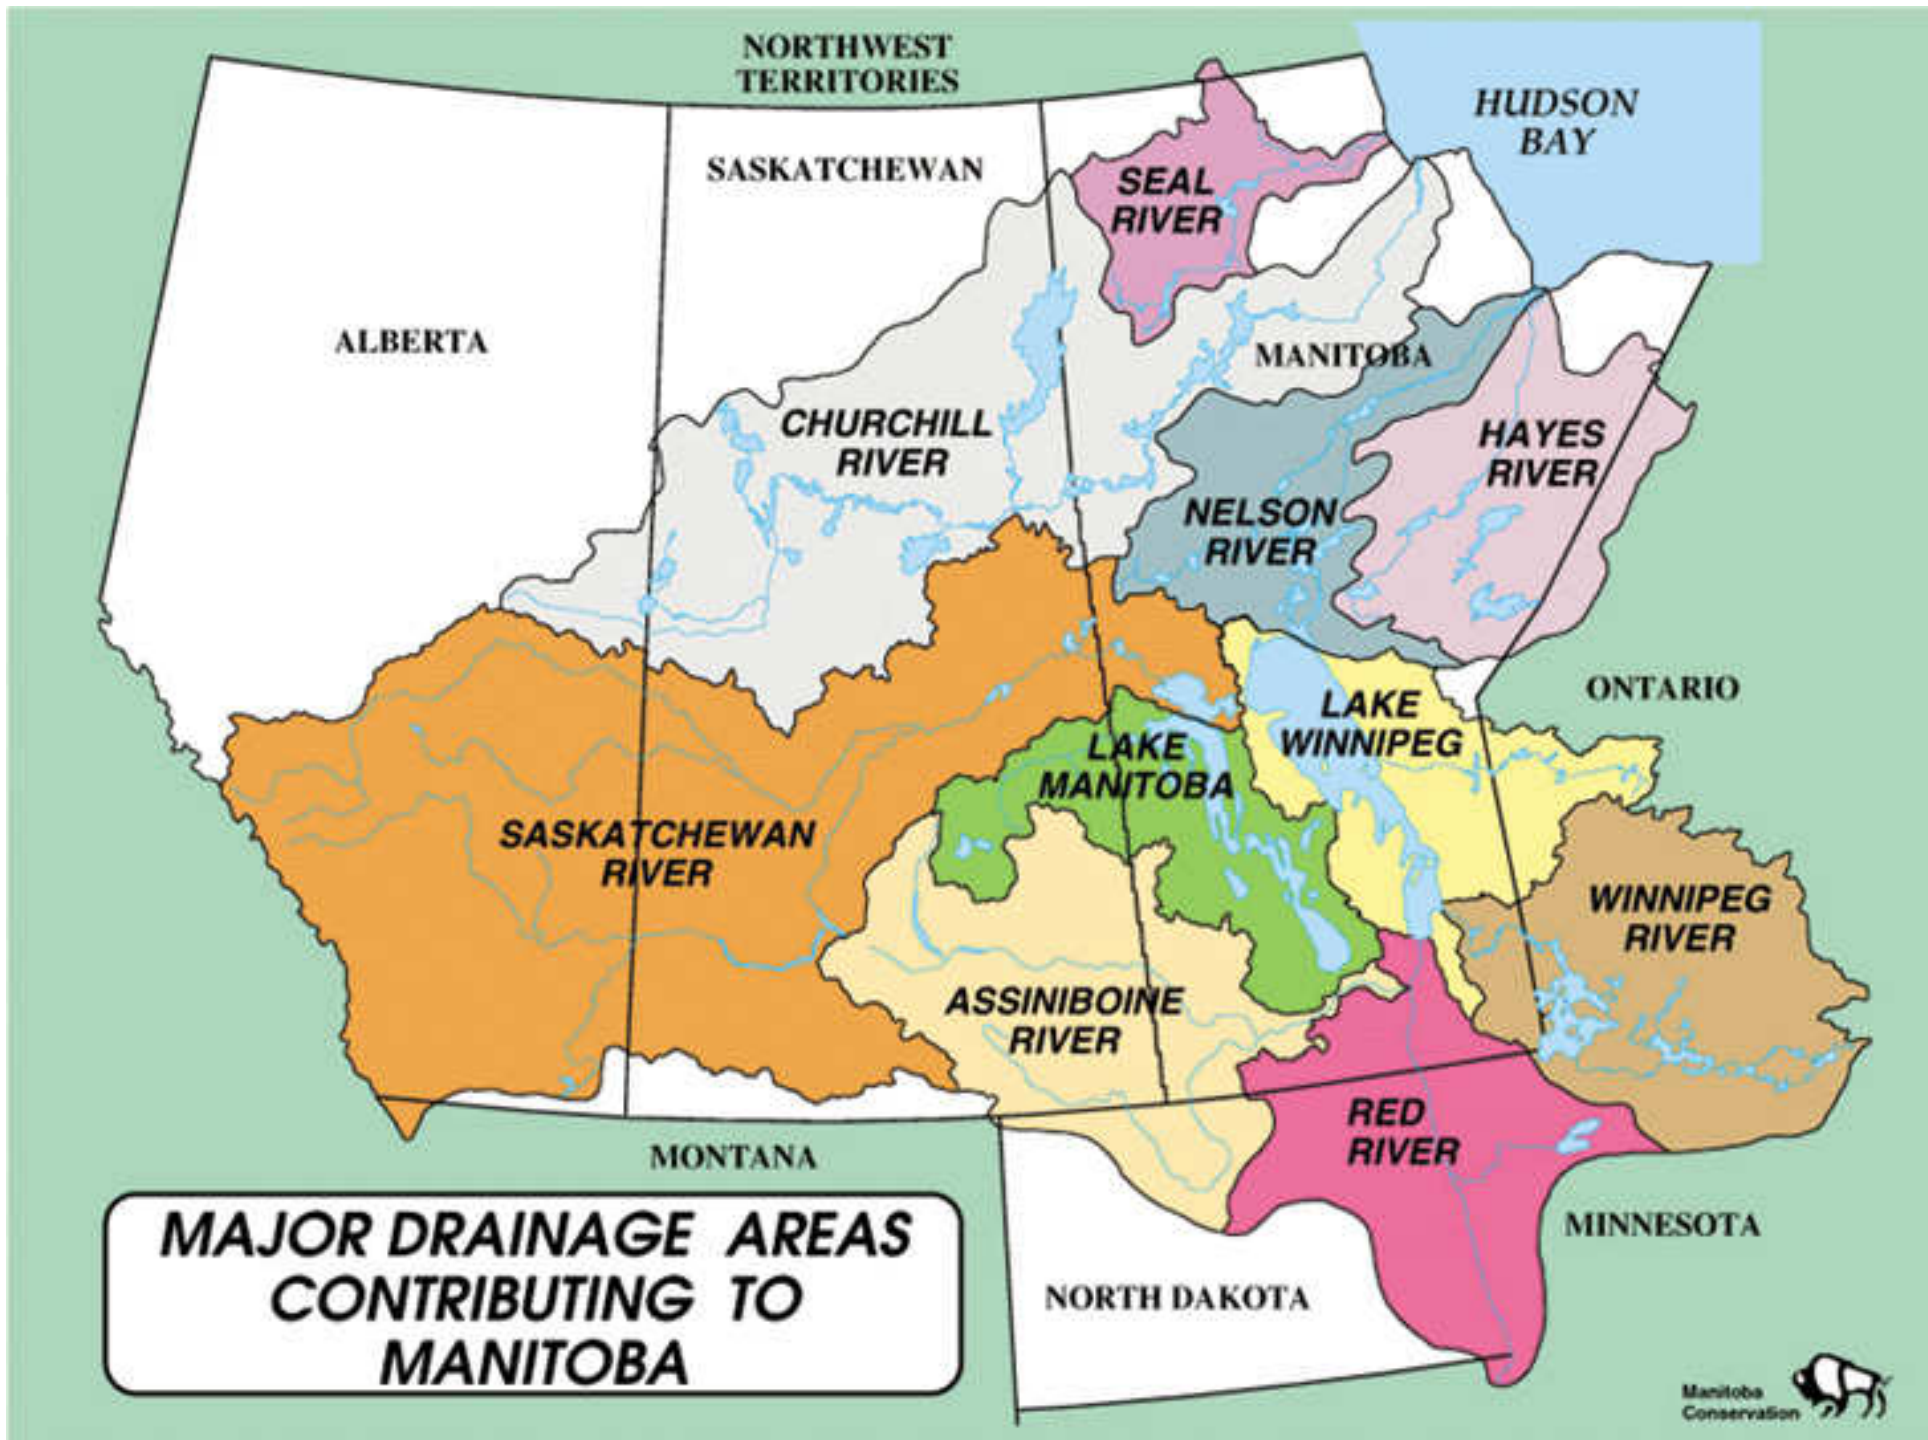 NORTHWEST
TERRITORIES
HUDSON
BAY
SASKATCHEWAN
SEAL
RIVER
ALBERTA
MANITOBA
CHURCHILL
RIVER
HAYES
RIVER
NELSON
RIVER
ONTARIO
LAKE
WINNIPEG
LAKE
MANITOBA
SASKATCHEWAN
RIVER
WINNIPEG
RIVER
ASSINIBOINE
RIVER
RED
RIVER
MONTANA
MINNESOTA
NORTH DAKOTA
MAJOR DRAINAGE AREAS
CONTRIBUTING TO
MANITOBA
Manitoba
Conservation